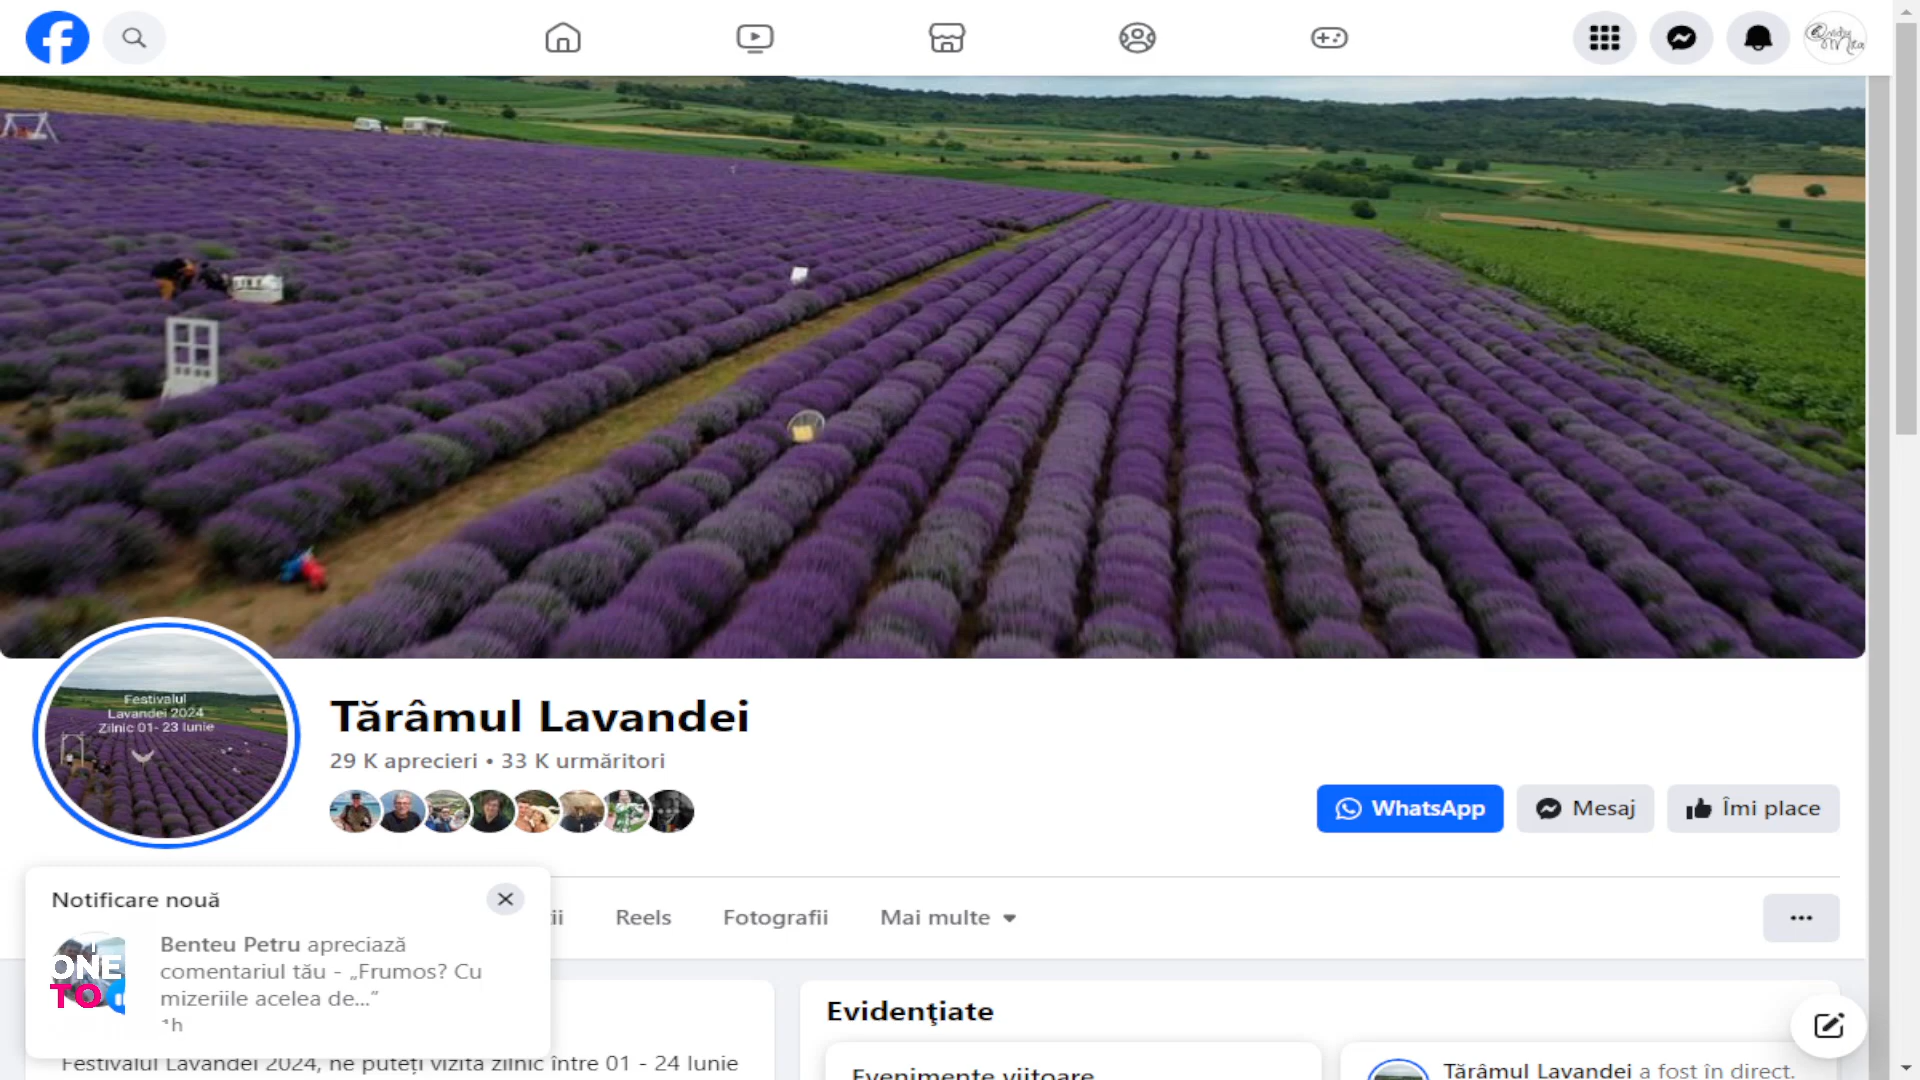 Festivalul
Lavandei 2024
Zilnic 01- 23 Iunie
Tărâmul Lavandei
29 K aprecieri • 33 K urmăritori
WhatsApp
Mesaj
Îmi place
Notificare nouă
Reels
Fotografii
Mai multe
Benteu Petru apreciază
comentariul tău - „Frumos? Cu
mizeriile acelea de...”
1h
ONE
TO
Evidenţiate
Festivalul Lavandei 2024, ne puteți vizita zilnic între 01 - 24 Iunie
Evenimente viitoare
Tărâmul Lavandei a fost în direct.